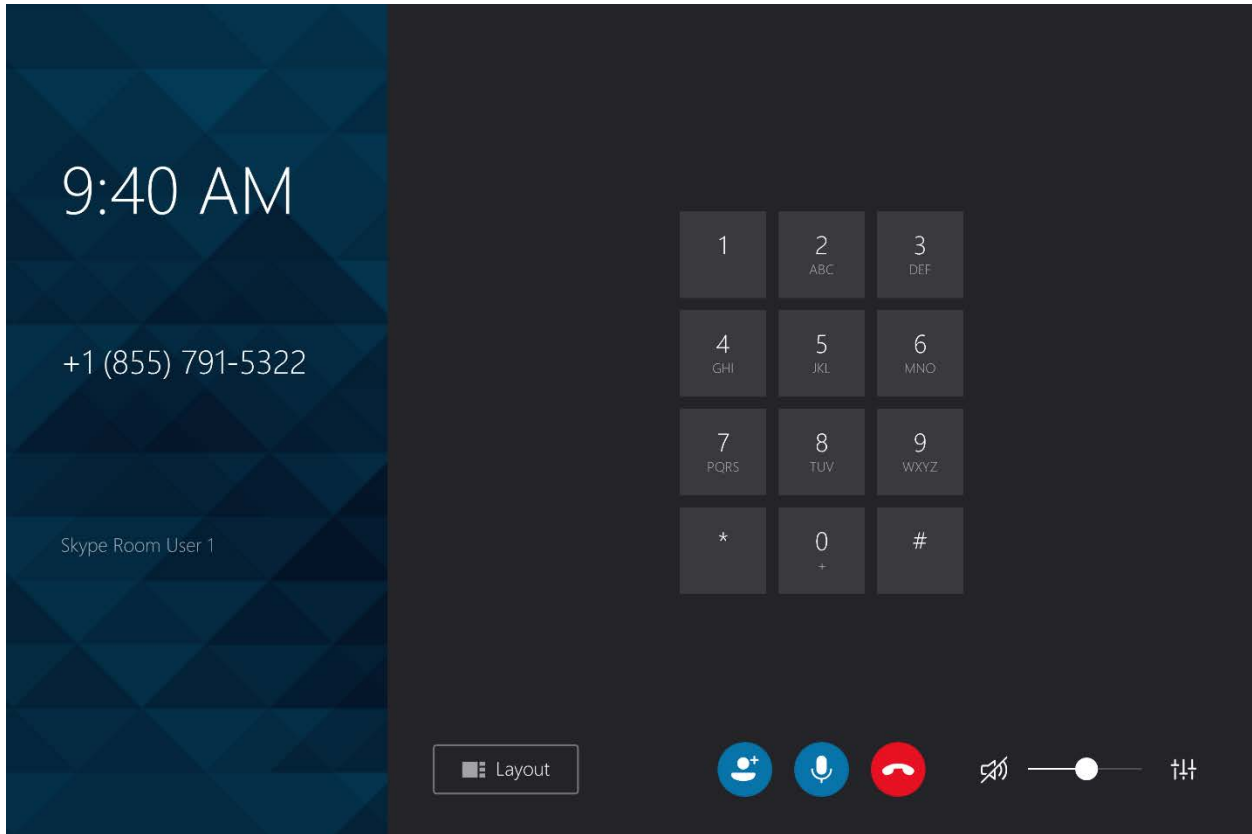 9:40 AM
+1 (855) 791-5322
Skype Room User 1
1 2 3
ABC DEF
4 5 6
GHI JKL MNO
7 8 9
PQRS TUV WXYZ
* 0 #
+
Layout